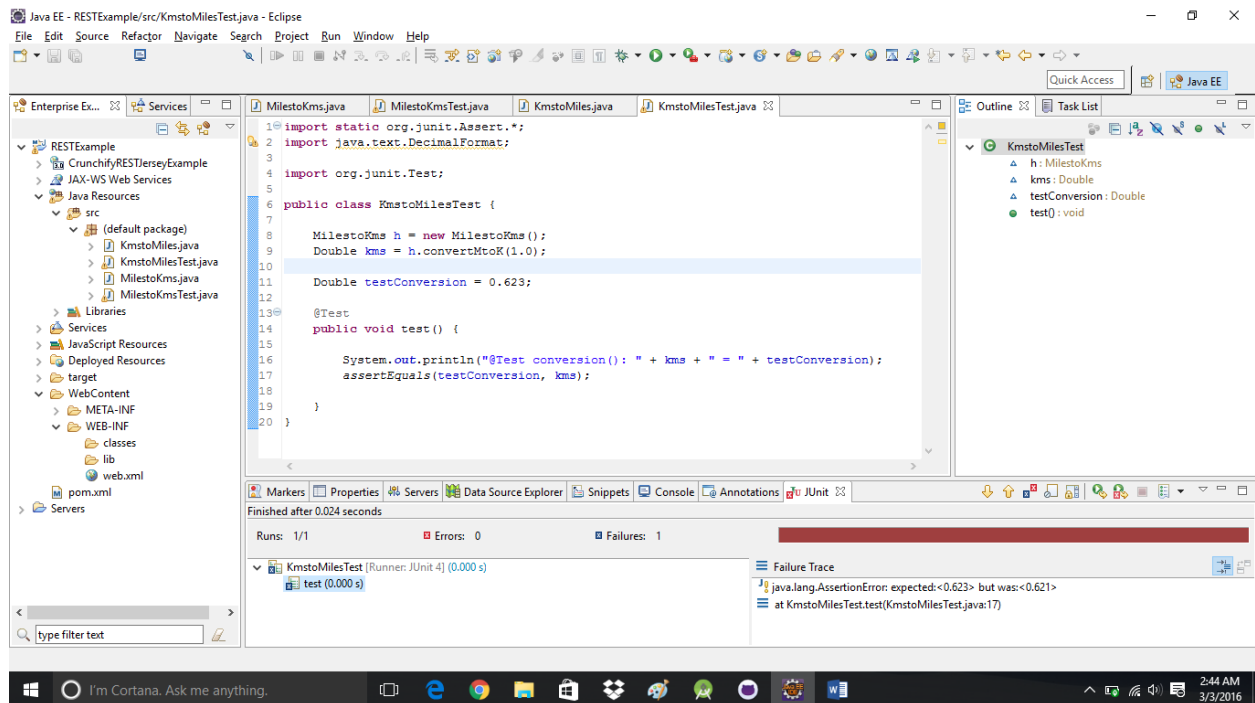 Java EE - RESTExample/src/KmstoMilesTest.java - Eclipse
File Edit Source Refactor Navigate Search Project Run Window Help
Quick Access
Java EE
Enterprise Ex...
Services
MilestoKms.java
MilestoKmsTest.java
KmstoMiles.java
KmstoMilesTest.java
Outline
Task List
RESTExample
CrunchifyRESTJerseyExample
JAX-WS Web Services
Java Resources
src
(default package)
KmstoMiles.java
KmstoMilesTest.java
MilestoKms.java
MilestoKmsTest.java
Libraries
Services
JavaScript Resources
Deployed Resources
target
WebContent
META-INF
WEB-INF
classes
lib
web.xml
pom.xml
Servers
type filter text
1 import static org.junit.Assert.*;
2 import java.text.DecimalFormat;
3
4 import org.junit.Test;
5
6 public class KmstoMilesTest {
7
8 MilestoKms h = new MilestoKms();
9 Double kms = h.convertMtoK(1.0);
10
11 Double testConversion = 0.623;
12
13 @Test
14 public void test() {
15
16 System.out.println("@Test conversion(): " + kms + " = " + testConversion);
17 assertEquals(testConversion, kms);
18
19 }
20 }
KmstoMilesTest
h : MilestoKms
kms : Double
testConversion : Double
test() : void
Markers Properties Servers Data Source Explorer Snippets Console Annotations JUnit
Finished after 0.024 seconds
Runs: 1/1 Errors: 0 Failures: 1
KmstoMilesTest [Runner: JUnit 4] (0.000 s)
test (0.000 s)
Failure Trace
java.lang.AssertionError: expected:<0.623> but was:<0.621>
at KmstoMilesTest.test(KmstoMilesTest.java:17)
I'm Cortana. Ask me anything.
2:44 AM
3/3/2016